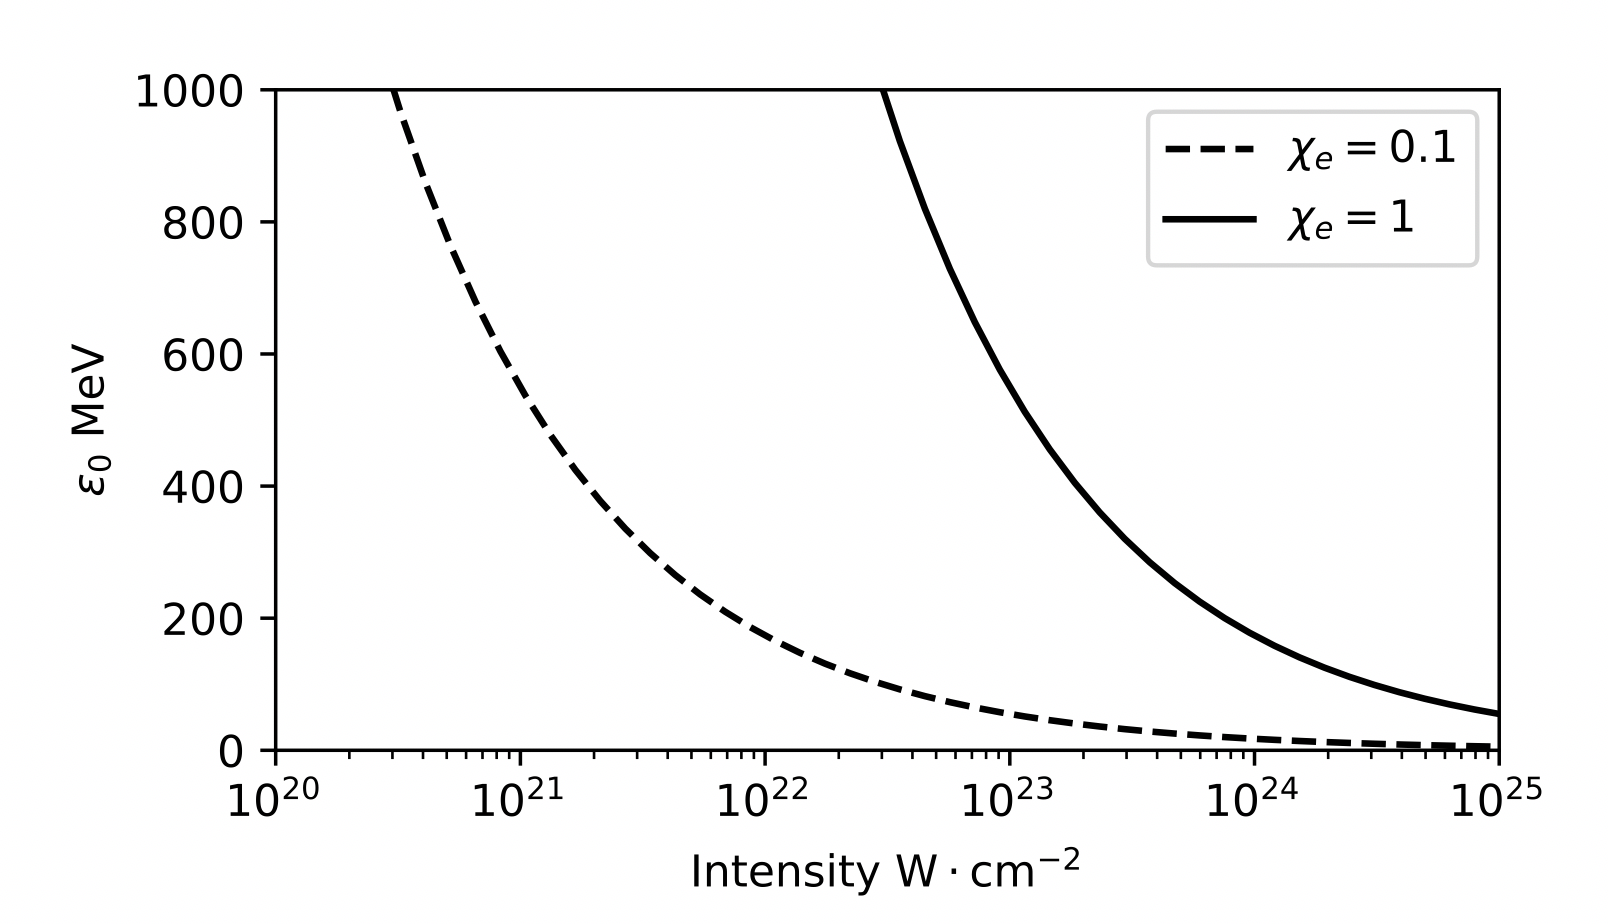 1000
800
600
400
200
0
ε₀ MeV
χₑ = 0.1
χₑ = 1
10²⁰ 10²¹ 10²² 10²³ 10²⁴ 10²⁵
Intensity W · cm⁻²